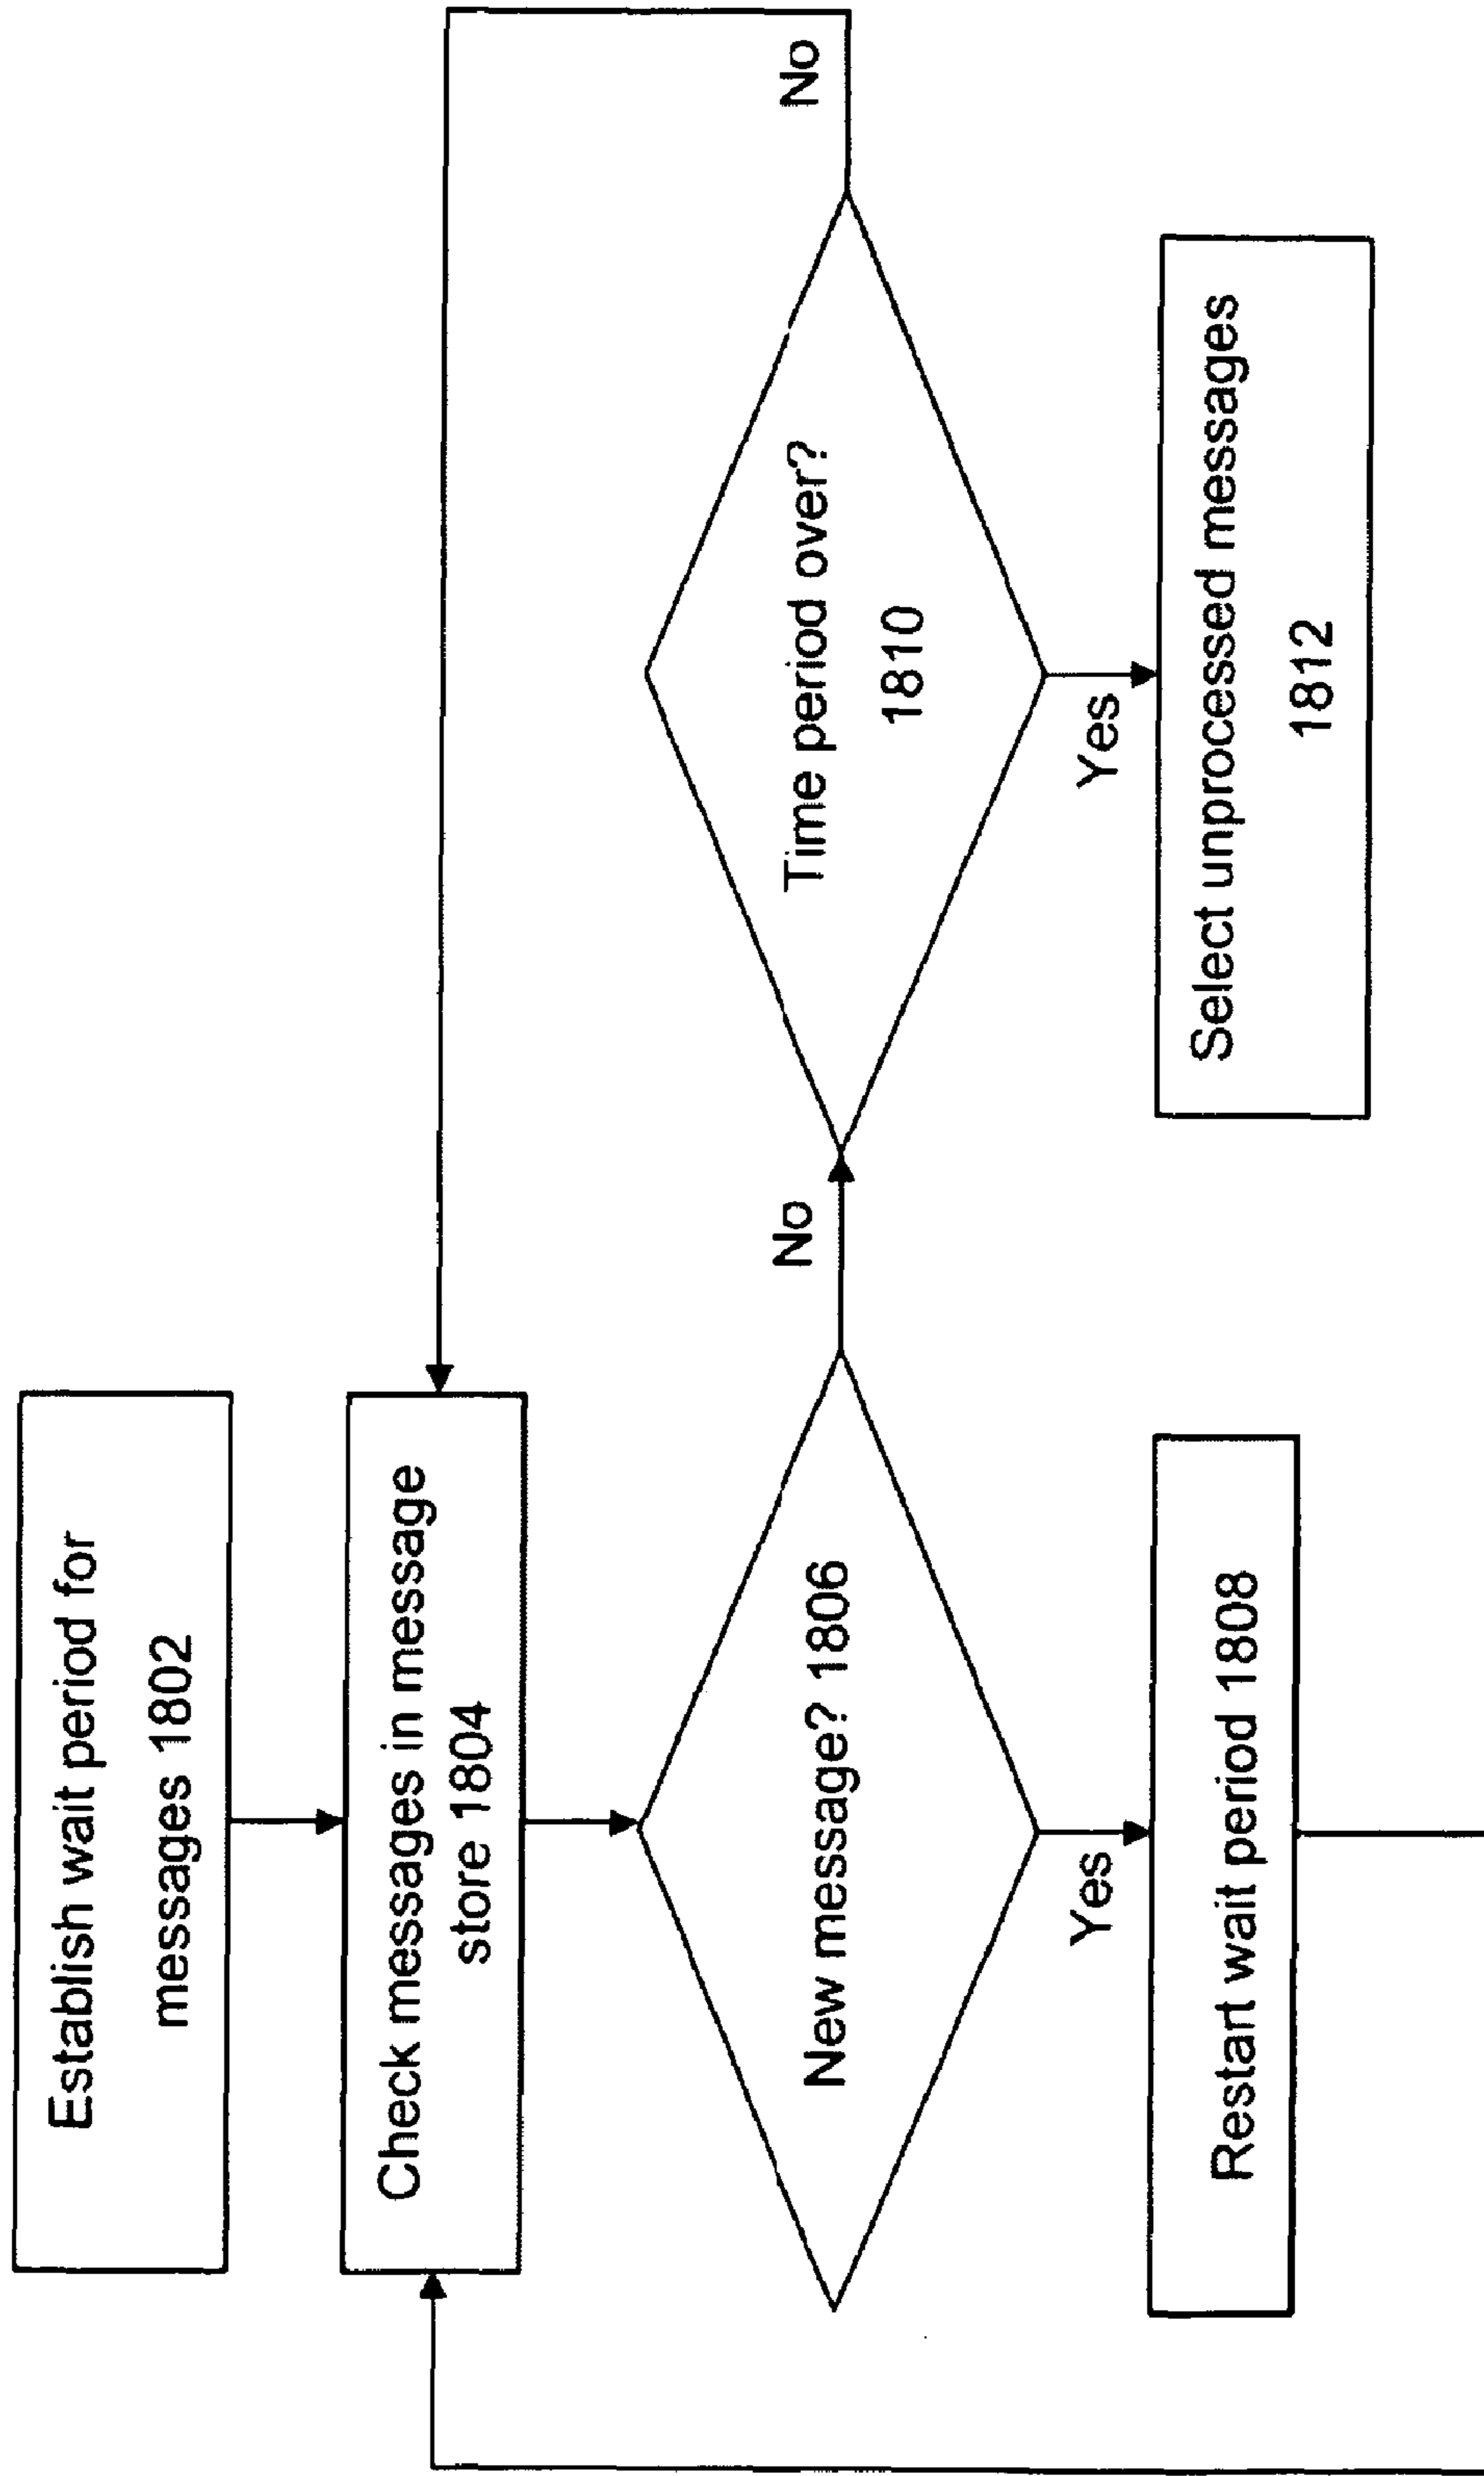 Establish wait period for
messages 1802
Check messages in message
store 1804
New message? 1806
No
Yes
Restart wait period 1808
Time period over?
1810
No
Yes
Select unprocessed messages
1812